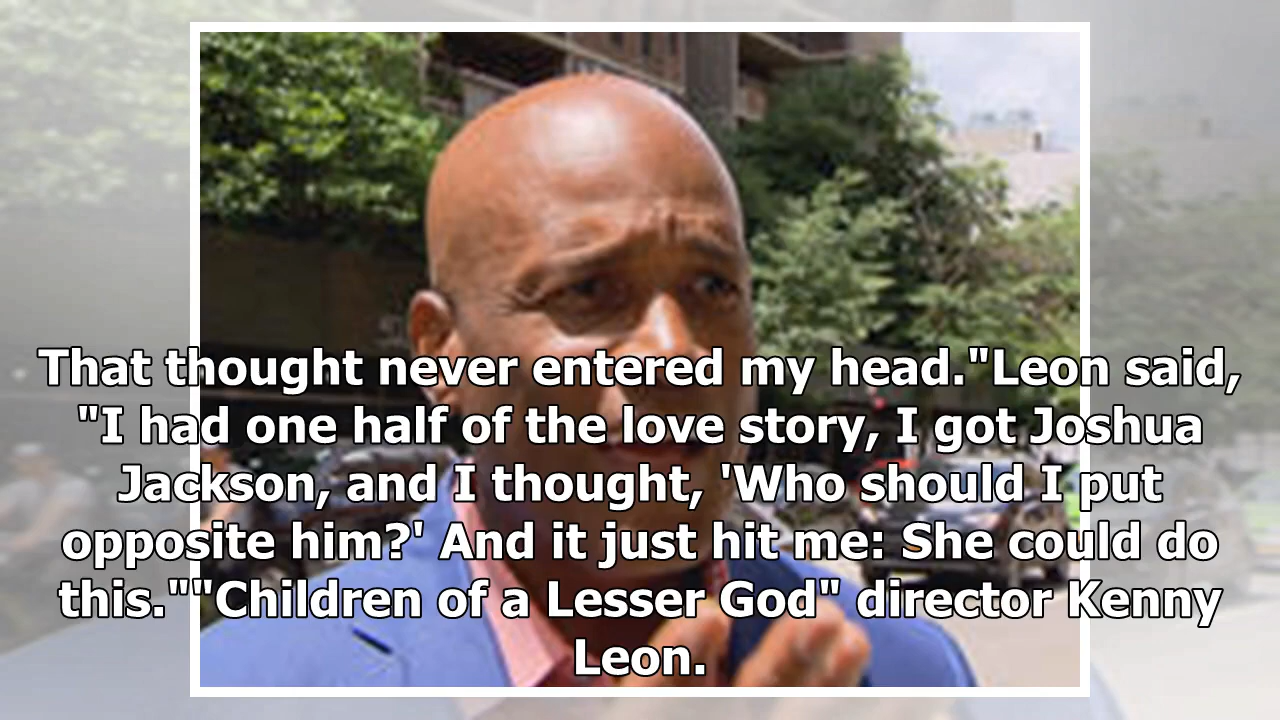 That thought never entered my head."Leon said,
"I had one half of the love story, I got Joshua
Jackson, and I thought, 'Who should I put
opposite him?' And it just hit me: She could do
this.""Children of a Lesser God" director Kenny
Leon.